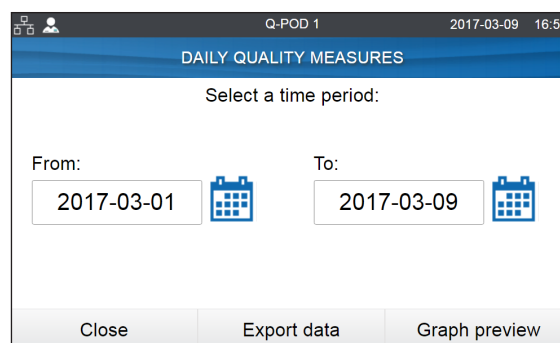 Q-POD 1 2017-03-09 16:5
DAILY QUALITY MEASURES
Select a time period:
From: To:
2017-03-01 2017-03-09
Close Export data Graph preview